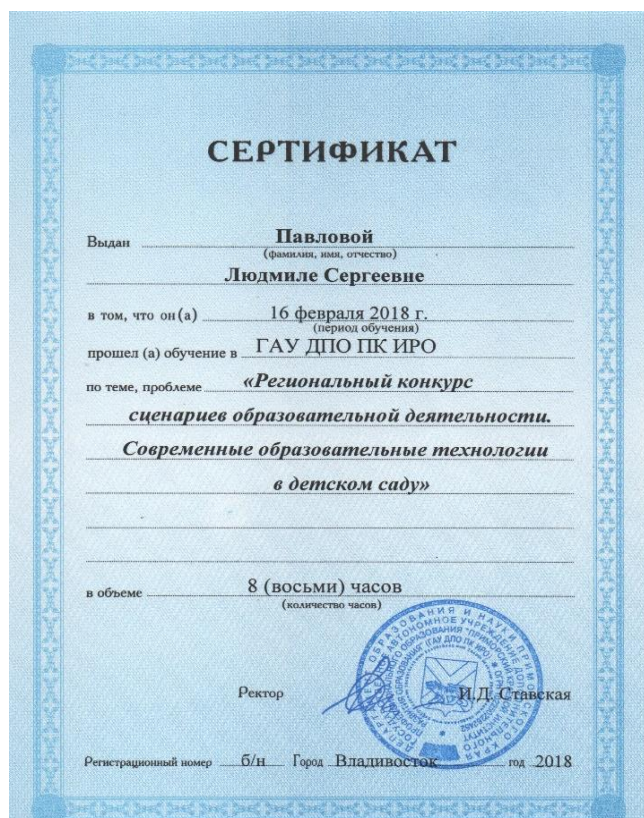 СЕРТИФИКАТ
Выдан Павловой
(фамилия, имя, отчество)
Людмиле Сергеевне
в том, что он(а) 16 февраля 2018 г.
(период обучения)
прошел (а) обучение в ГАУ ДПО ПК ИРО
по теме, проблеме «Региональный конкурс
сценариев образовательной деятельности.
Современные образовательные технологии
в детском саду»
в объеме 8 (восьми) часов
(количество часов)
Ректор И.Д. Ставская
Регистрационный номер б/н Город Владивосток год 2018